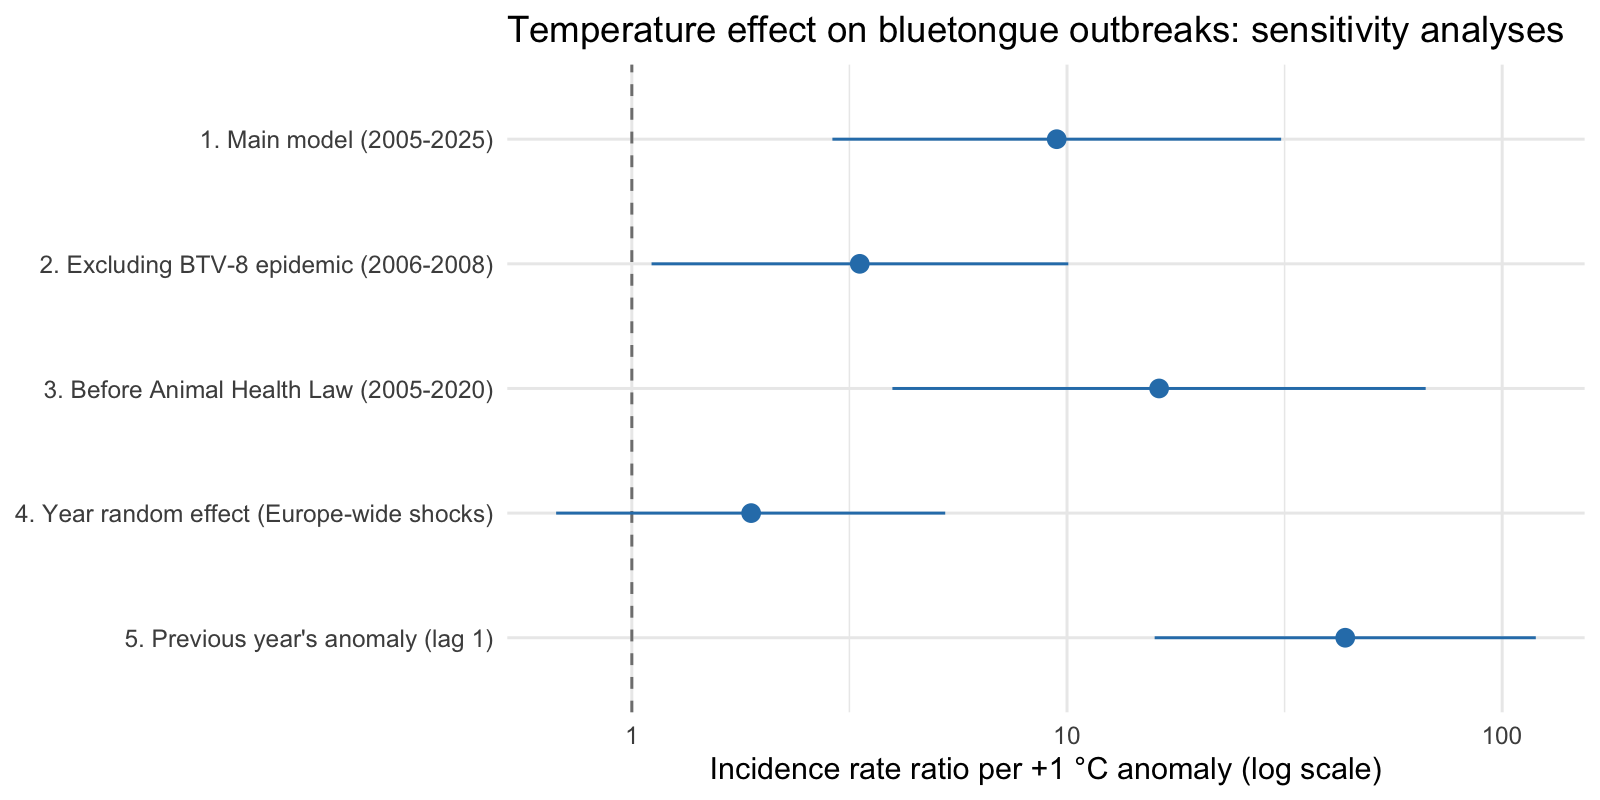 Temperature effect on bluetongue outbreaks: sensitivity analyses
1. Main model (2005-2025)
2. Excluding BTV-8 epidemic (2006-2008)
3. Before Animal Health Law (2005-2020)
4. Year random effect (Europe-wide shocks)
5. Previous year's anomaly (lag 1)
1 10 100
Incidence rate ratio per +1 °C anomaly (log scale)